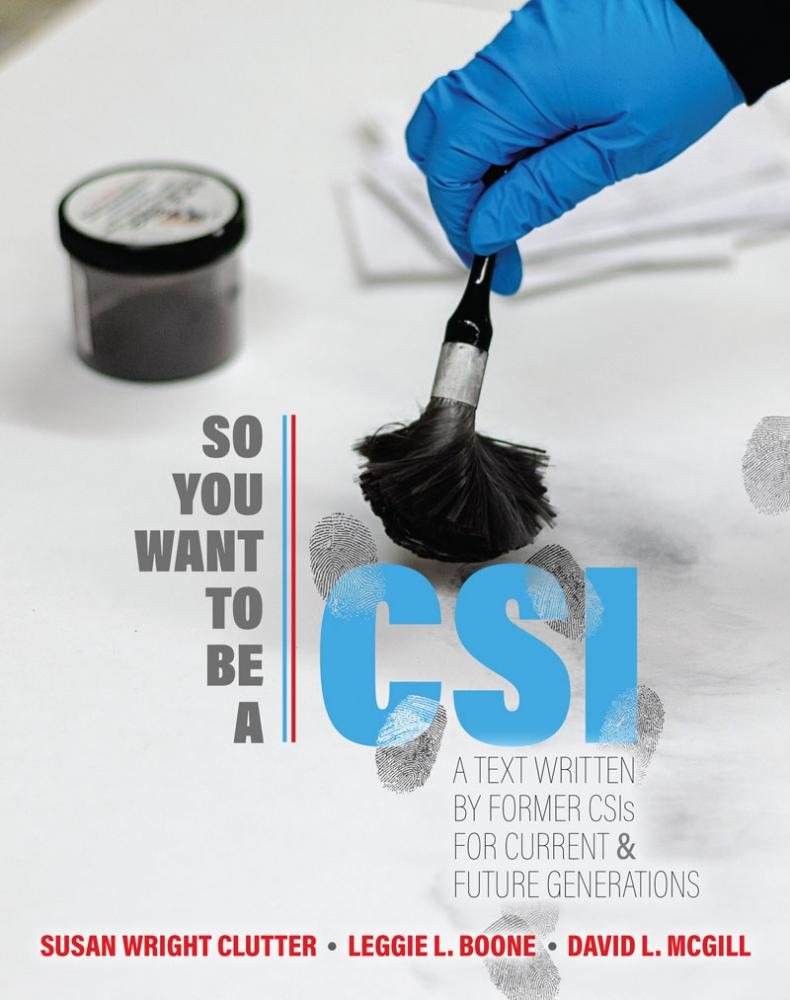 SO
YOU
WANT
TO
BE
A
CSI
A TEXT WRITTEN
BY FORMER CSIs
FOR CURRENT &
FUTURE GENERATIONS
SUSAN WRIGHT CLUTTER • LEGGIE L. BOONE • DAVID L. MCGILL